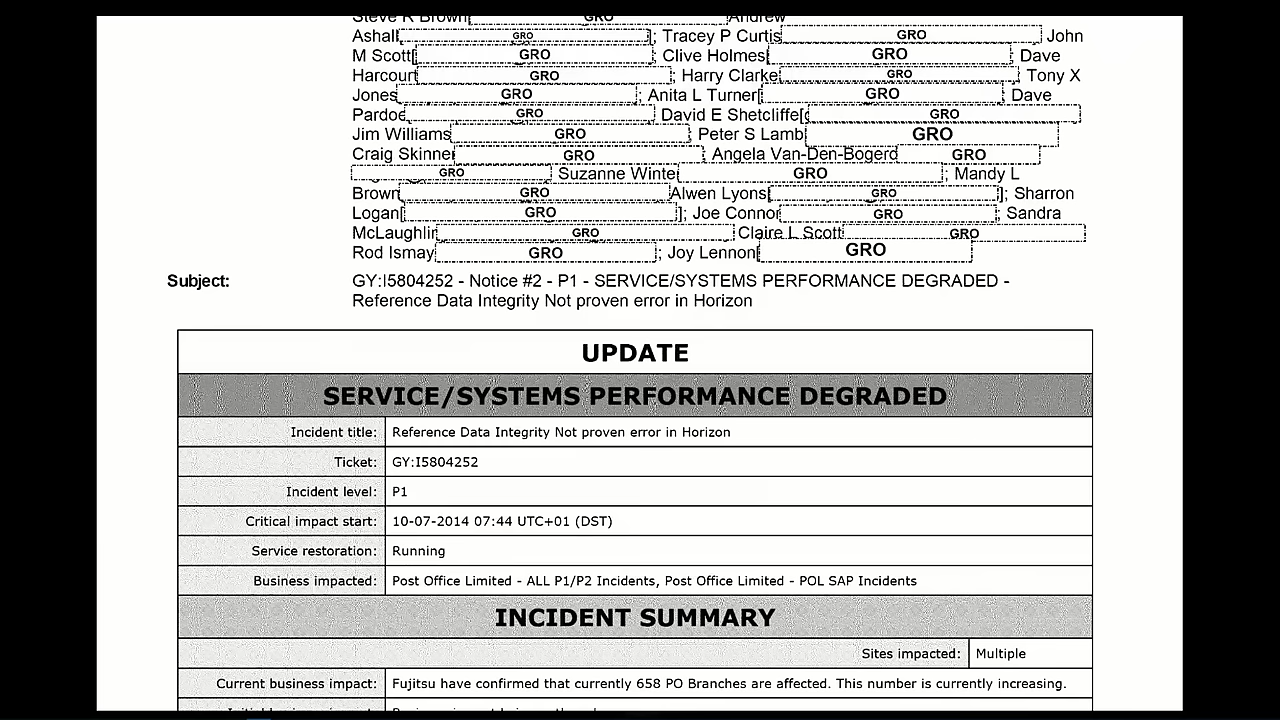 Steve R Brown[ GRO Andrew
Ashall GRO ; Tracey P Curtis GRO John
M Scott[ GRO ; Clive Holmes GRO ; Dave
Harcourt GRO ; Harry Clarke GRO ; Tony X
Jones GRO ; Anita L Turner[ GRO ; Dave
Pardoe GRO David E Shetcliffe[ GRO
Jim Williams GRO Peter S Lamb GRO
Craig Skinner GRO ; Angela Van-Den-Bogerd GRO
GRO Suzanne Winter GRO ; Mandy L
Brown GRO Alwen Lyons[ GRO ]; Sharron
Logan[ GRO ]; Joe Connor GRO ; Sandra
McLaughlin GRO Claire L Scott GRO
Rod Ismay GRO ; Joy Lennon[ GRO
Subject: GY:I5804252 - Notice #2 - P1 - SERVICE/SYSTEMS PERFORMANCE DEGRADED -
Reference Data Integrity Not proven error in Horizon
UPDATE
SERVICE/SYSTEMS PERFORMANCE DEGRADED
Incident title: Reference Data Integrity Not proven error in Horizon
Ticket: GY:I5804252
Incident level: P1
Critical impact start: 10-07-2014 07:44 UTC+01 (DST)
Service restoration: Running
Business impacted: Post Office Limited - ALL P1/P2 Incidents, Post Office Limited - POL SAP Incidents
INCIDENT SUMMARY
Sites impacted: Multiple
Current business impact: Fujitsu have confirmed that currently 658 PO Branches are affected. This number is currently increasing.